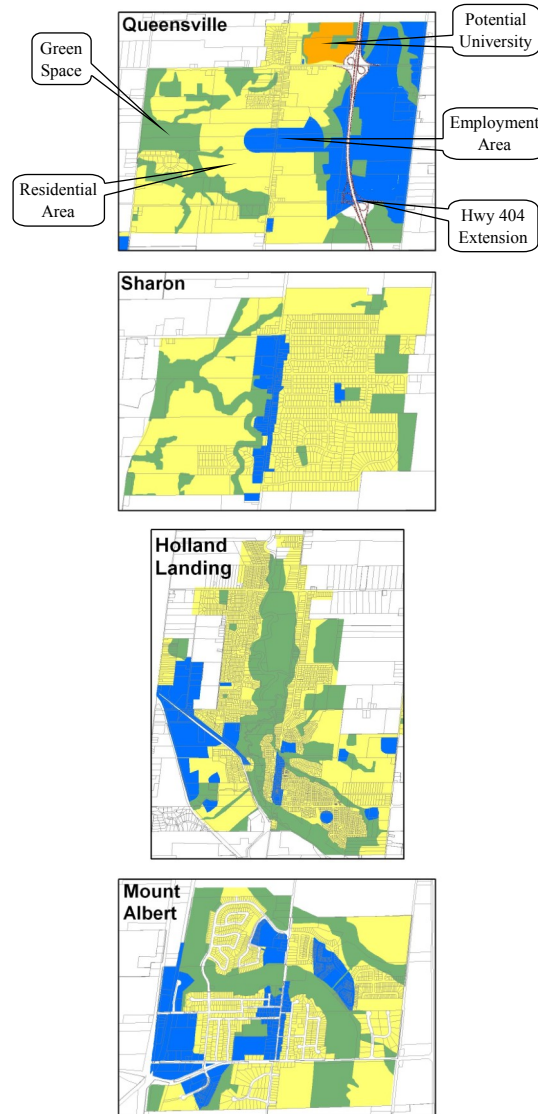 Queensville
Potential
University
Green
Space
Employment
Area
Residential
Area
Hwy 404
Extension
Sharon
Holland
Landing
Mount
Albert